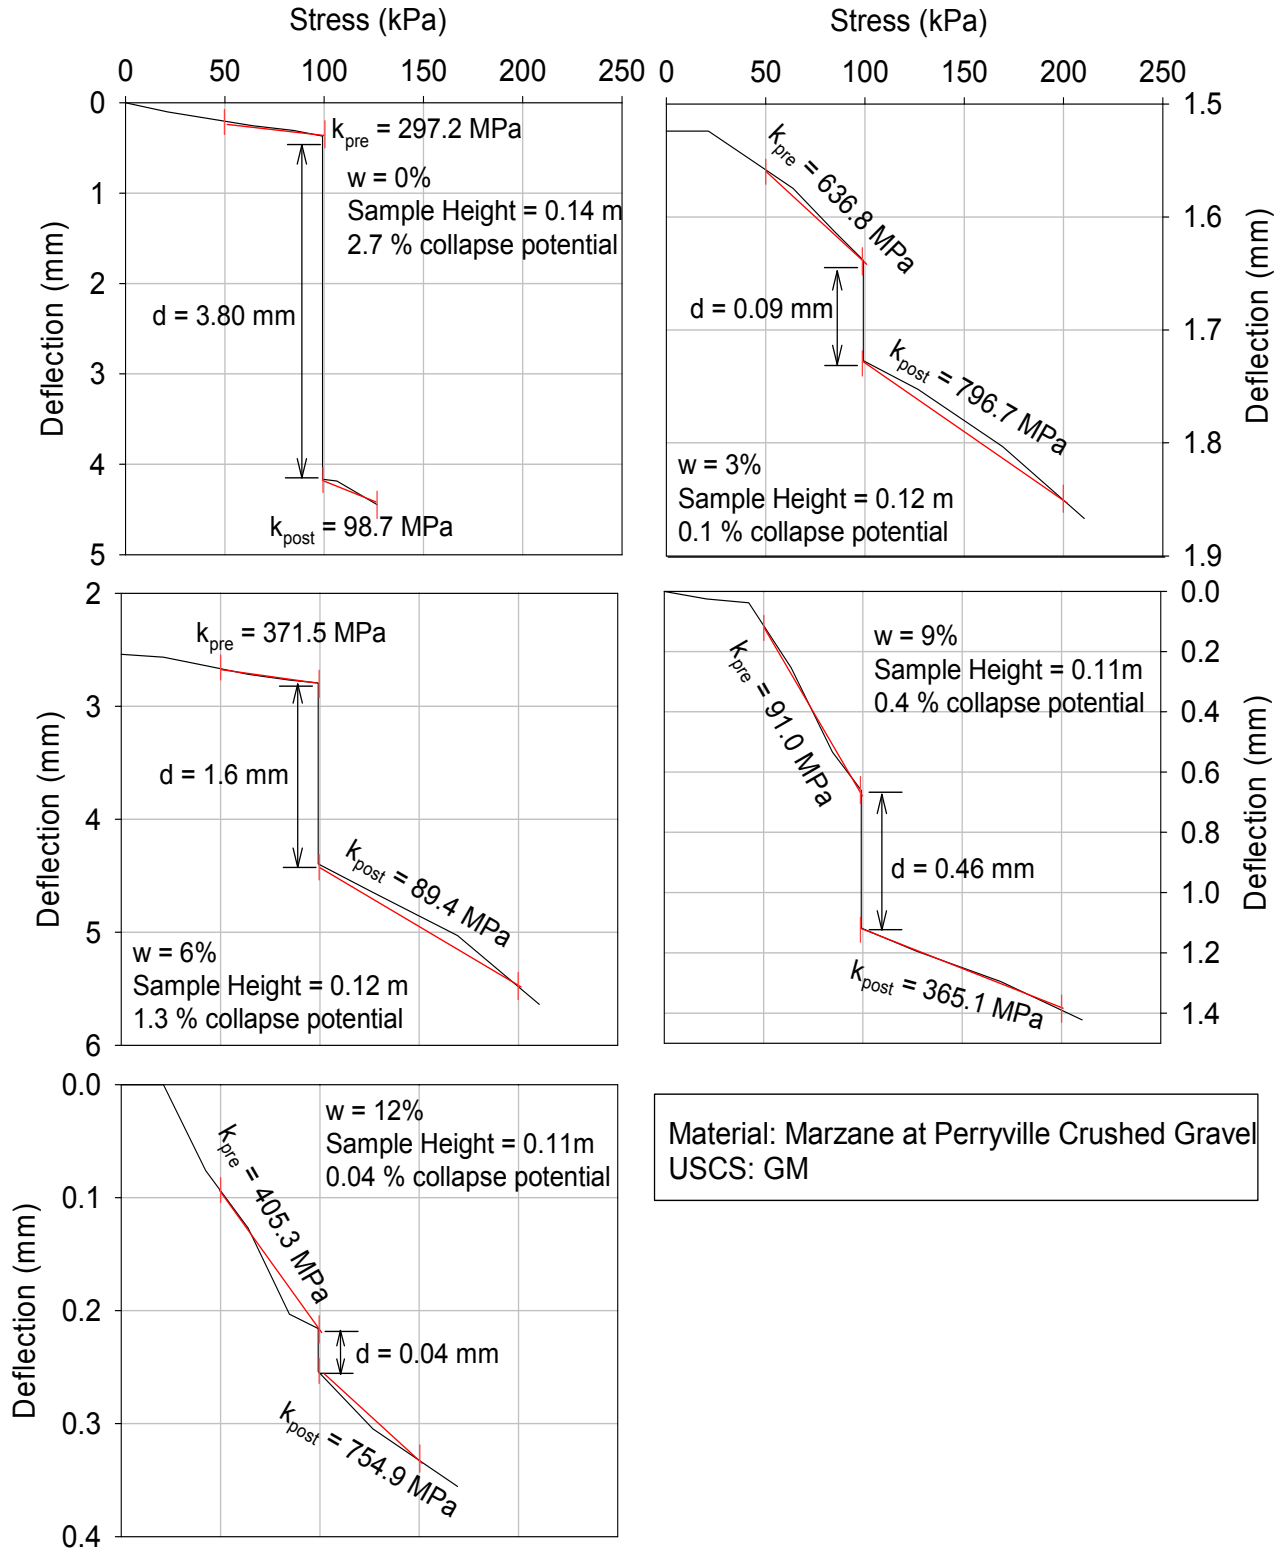 Stress (kPa)
Stress (kPa)
0 50 100 150 200 250
0 50 100 150 200 250
Deflection (mm)
0
1
2
3
4
5
kpre = 297.2 MPa
w = 0%
Sample Height = 0.14 m
2.7 % collapse potential
d = 3.80 mm
kpost = 98.7 MPa
kpre = 636.8 MPa
d = 0.09 mm
kpost = 796.7 MPa
w = 3%
Sample Height = 0.12 m
0.1 % collapse potential
1.5
1.6
1.7
1.8
1.9
Deflection (mm)
Deflection (mm)
2
3
4
5
6
kpre = 371.5 MPa
d = 1.6 mm
kpost = 89.4 MPa
w = 6%
Sample Height = 0.12 m
1.3 % collapse potential
w = 9%
Sample Height = 0.11m
0.4 % collapse potential
kpre = 91.0 MPa
d = 0.46 mm
kpost = 365.1 MPa
0.0
0.2
0.4
0.6
0.8
1.0
1.2
1.4
Deflection (mm)
Deflection (mm)
0.0
0.1
0.2
0.3
0.4
w = 12%
Sample Height = 0.11m
0.04 % collapse potential
kpre = 405.3 MPa
d = 0.04 mm
kpost = 754.9 MPa
Material: Marzane at Perryville Crushed Gravel
USCS: GM